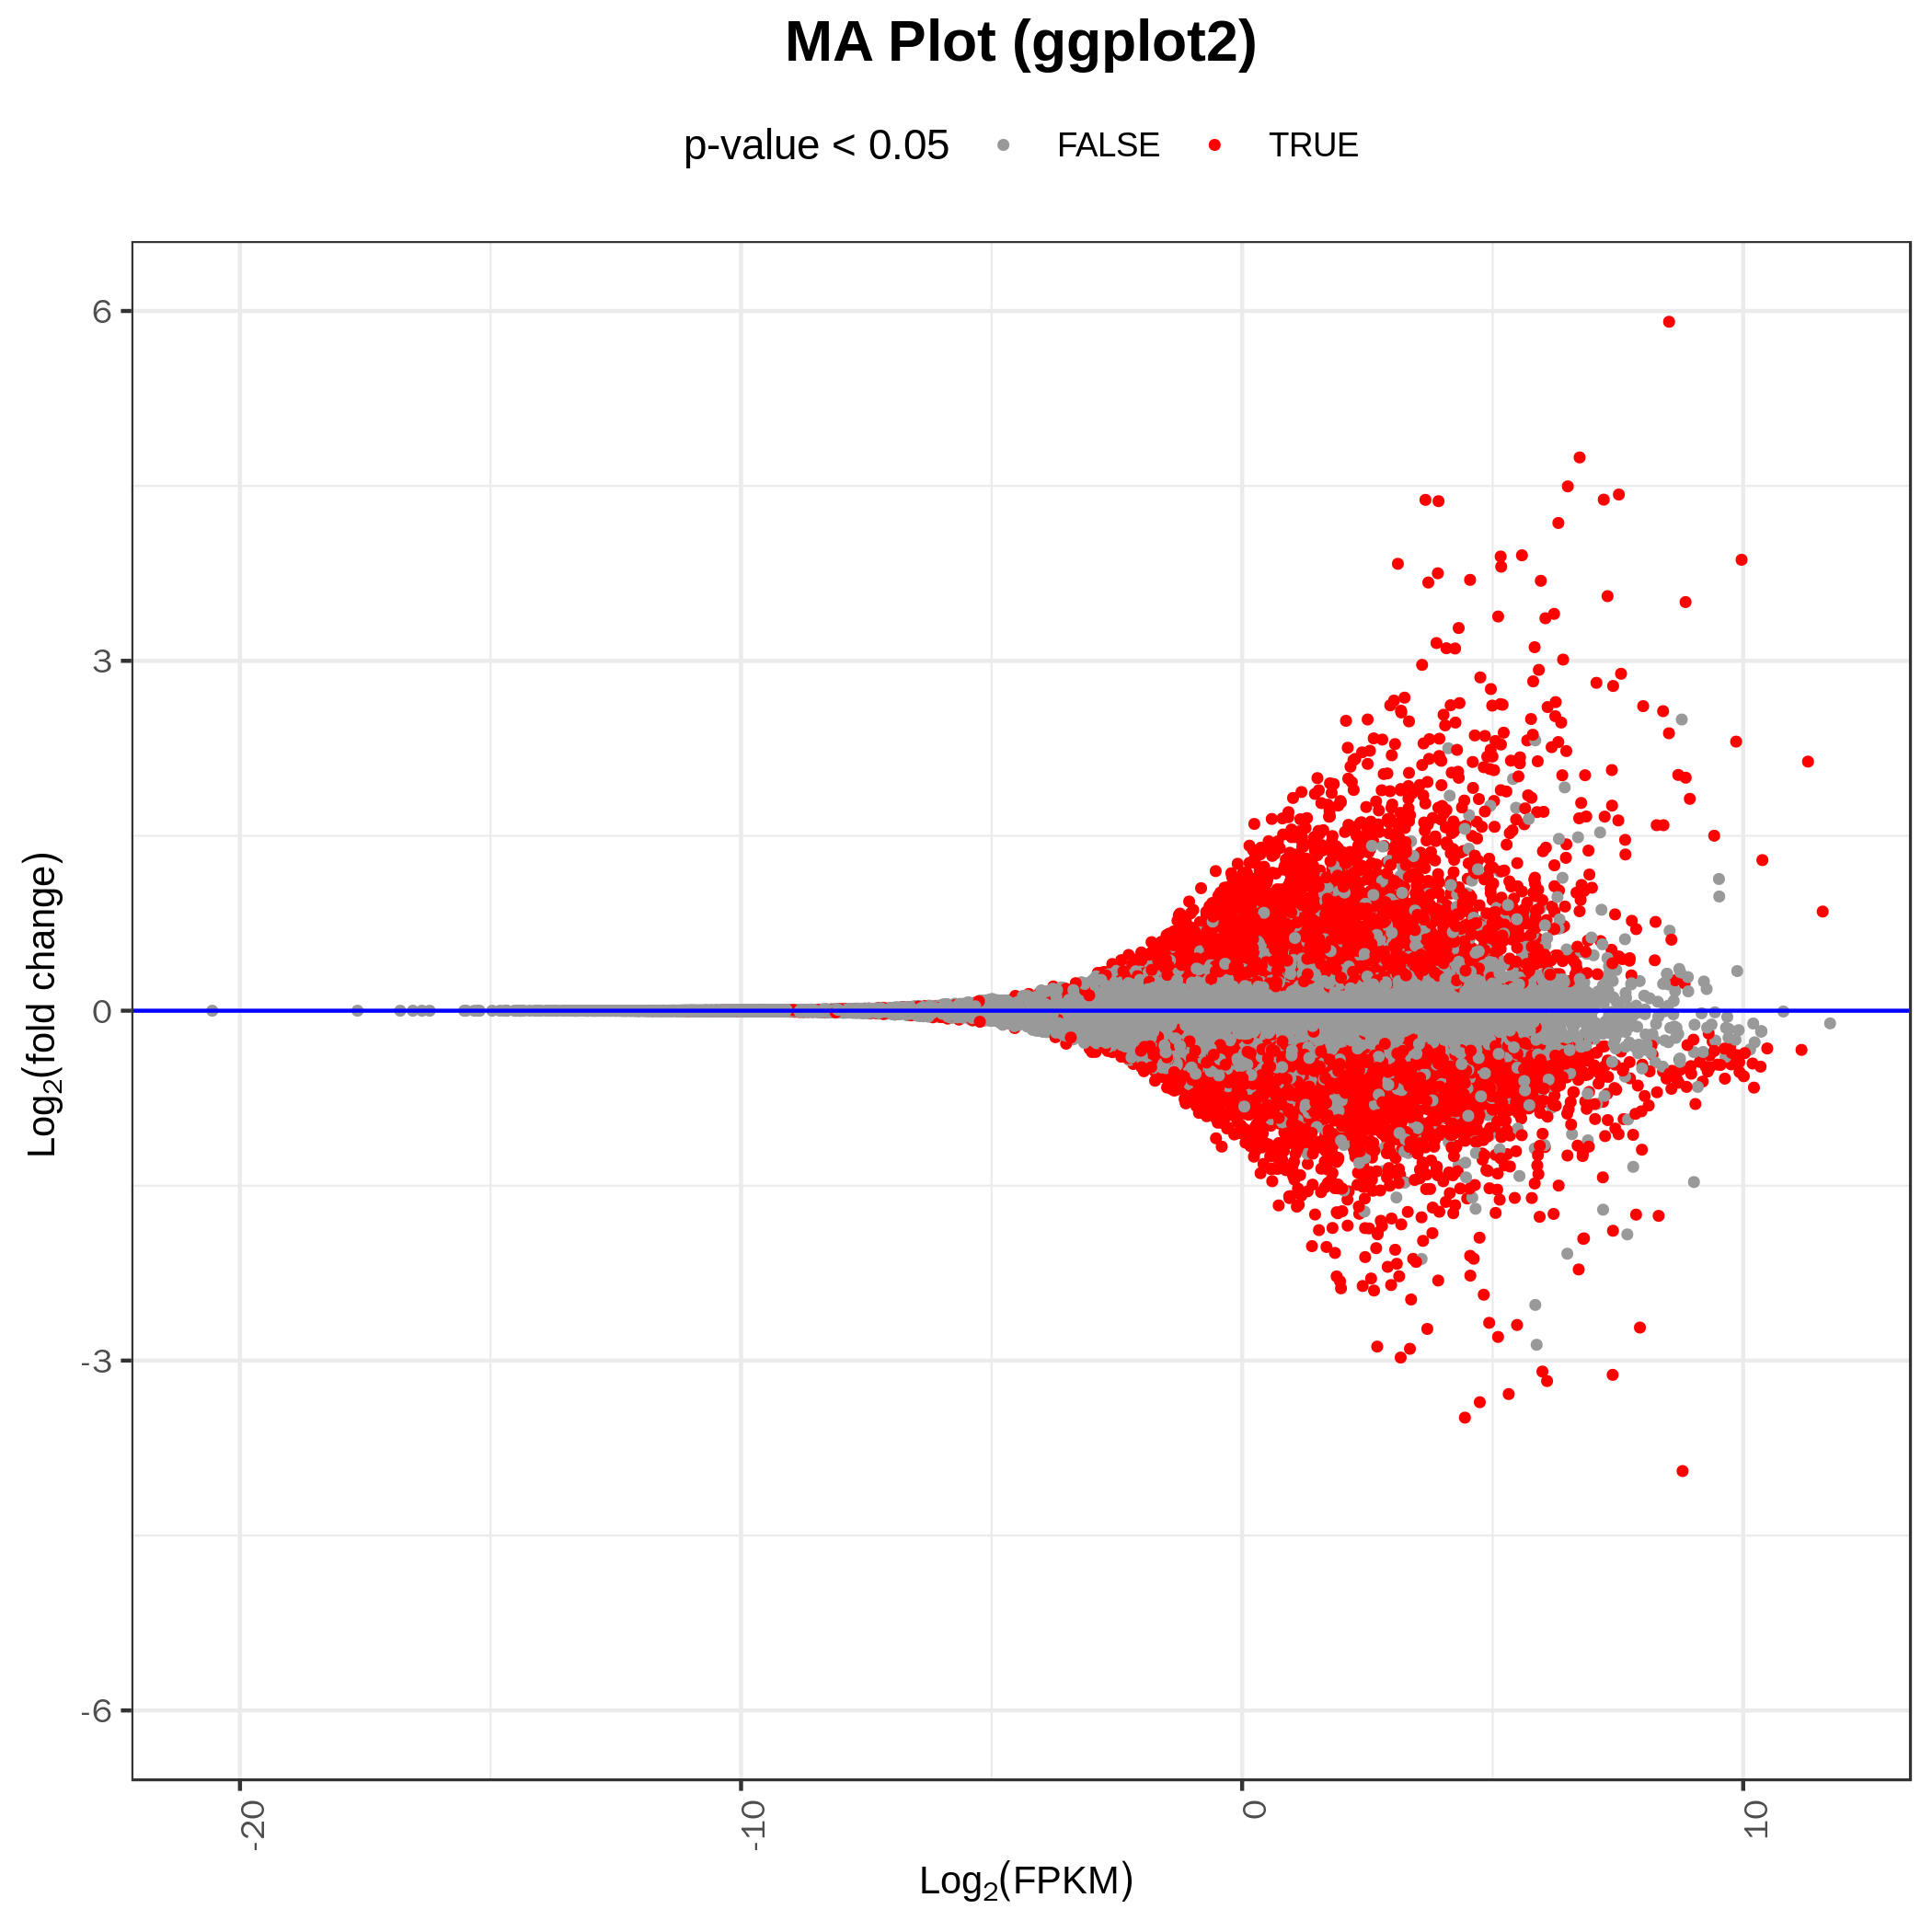 MA Plot (ggplot2)
p-value < 0.05 FALSE TRUE
6
3
0
-3
-6
Log2(fold change)
-20 -10 0 10
Log2(FPKM)